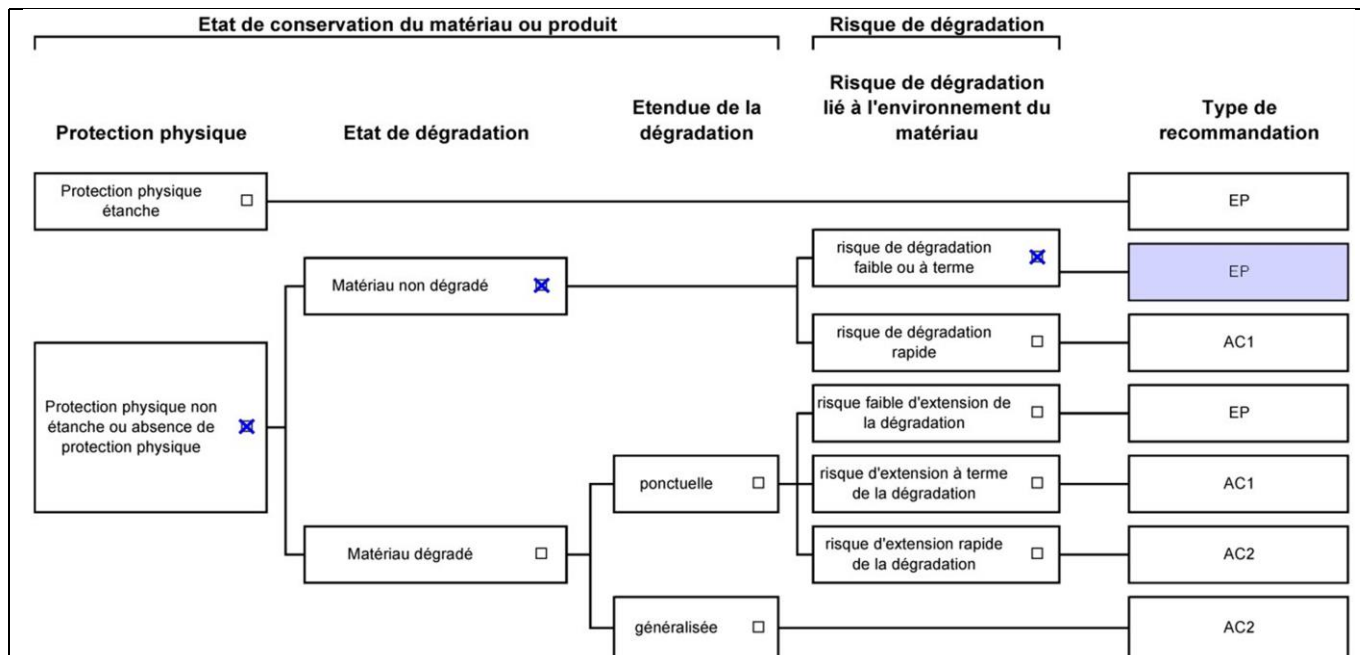 Etat de conservation du matériau ou produit
Risque de dégradation
Protection physique
Etat de dégradation
Etendue de la
dégradation
Risque de dégradation
lié à l'environnement du
matériau
Type de
recommandation
Protection physique
étanche
EP
Matériau non dégradé
risque de dégradation
faible ou à terme
EP
risque de dégradation
rapide
AC1
Protection physique non
étanche ou absence de
protection physique
risque faible d'extension de
la dégradation
EP
ponctuelle
risque d'extension à terme
de la dégradation
AC1
Matériau dégradé
risque d'extension rapide
de la dégradation
AC2
généralisée
AC2